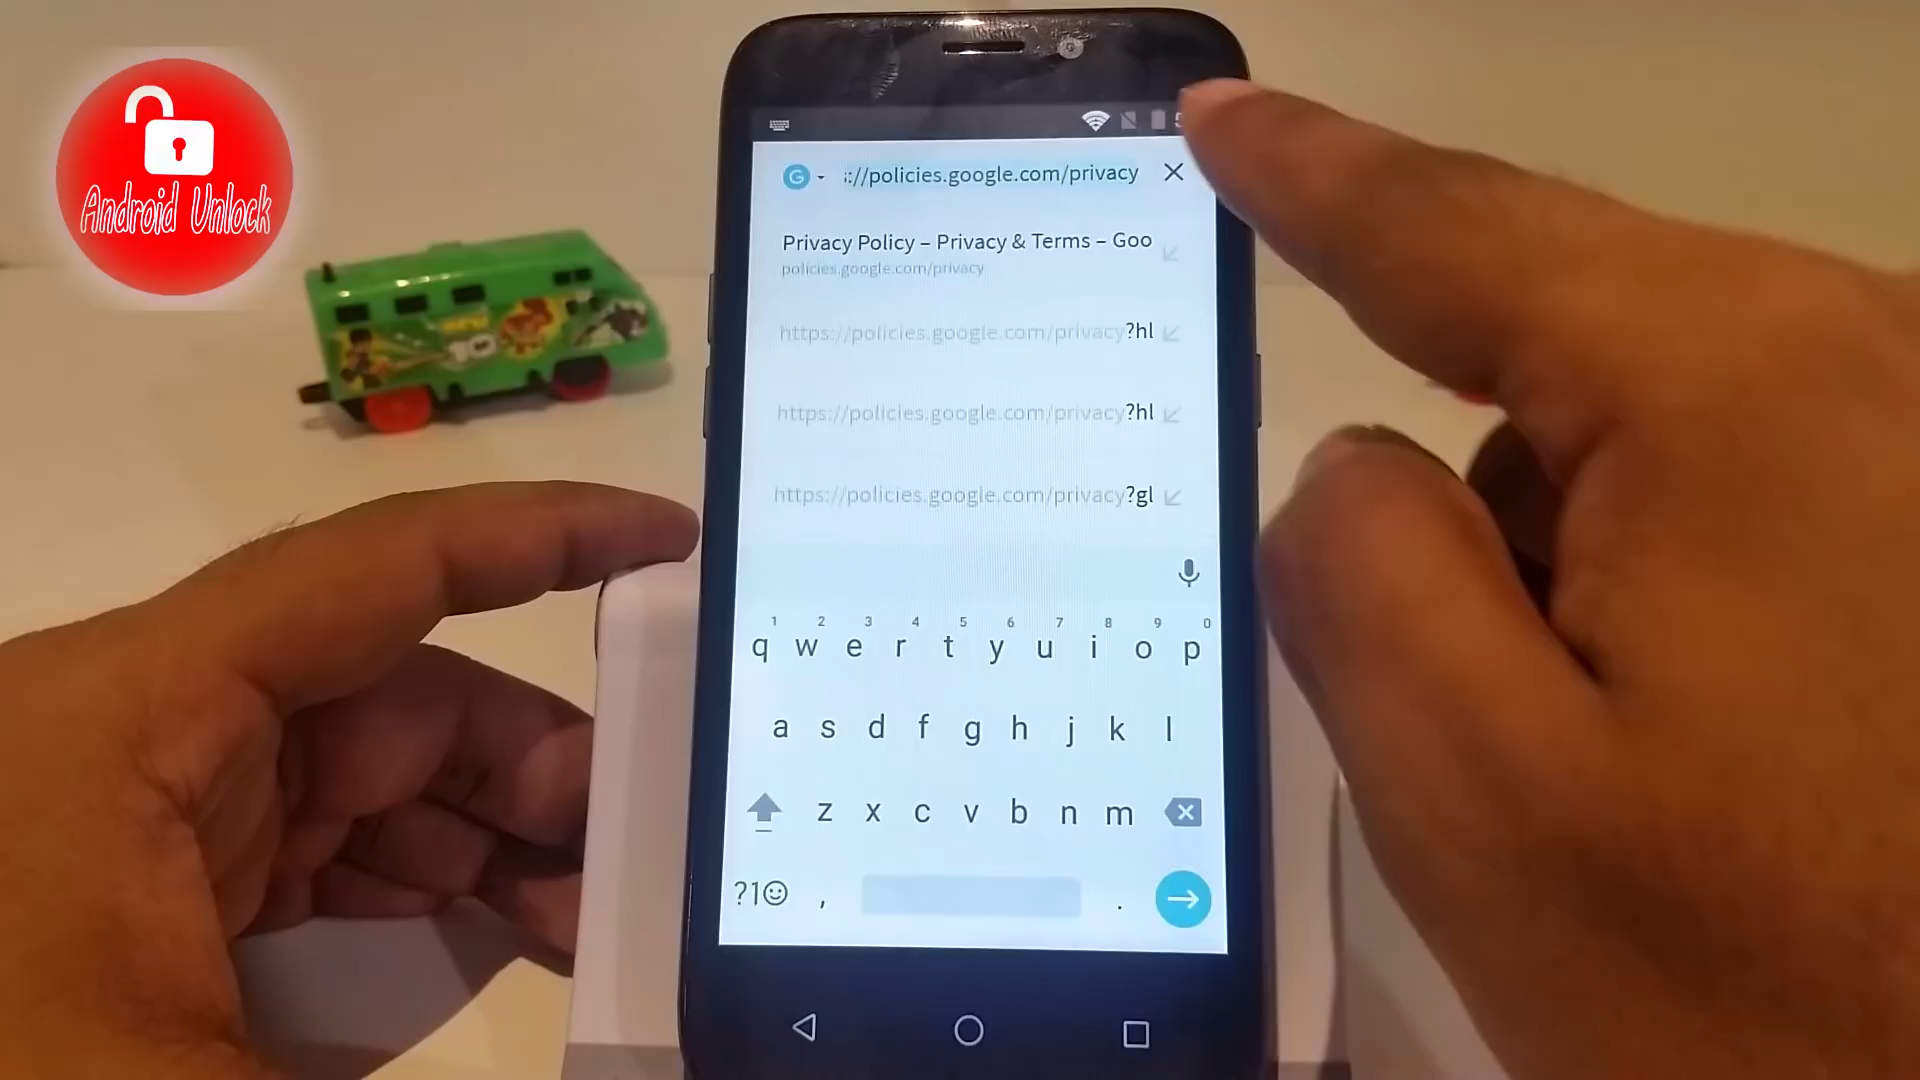 Android Unlock
G
://policies.google.com/privacy
Privacy Policy – Privacy & Terms – Goo
policies.google.com/privacy
https://policies.google.com/privacy?hl
https://policies.google.com/privacy?hl
https://policies.google.com/privacy?gl
1 2 3 4 5 6 7 8 9 0
q w e r t y u i o p
a s d f g h j k l
z x c v b n m
?1☺ , .